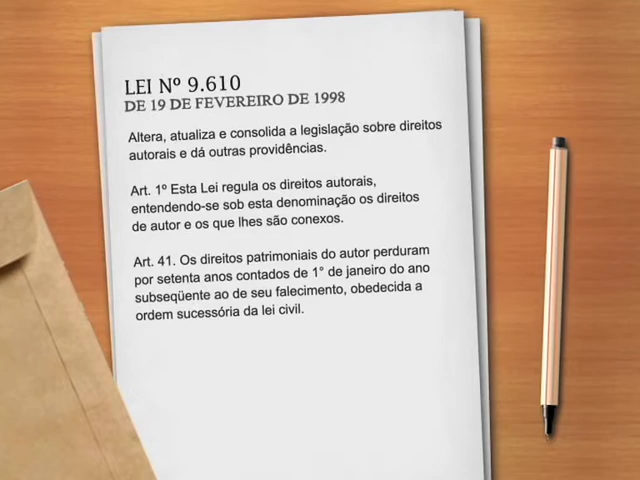 LEI Nº 9.610
DE 19 DE FEVEREIRO DE 1998
Altera, atualiza e consolida a legislação sobre direitos
autorais e dá outras providências.
Art. 1º Esta Lei regula os direitos autorais,
entendendo-se sob esta denominação os direitos
de autor e os que lhes são conexos.
Art. 41. Os direitos patrimoniais do autor perduram
por setenta anos contados de 1° de janeiro do ano
subseqüente ao de seu falecimento, obedecida a
ordem sucessória da lei civil.